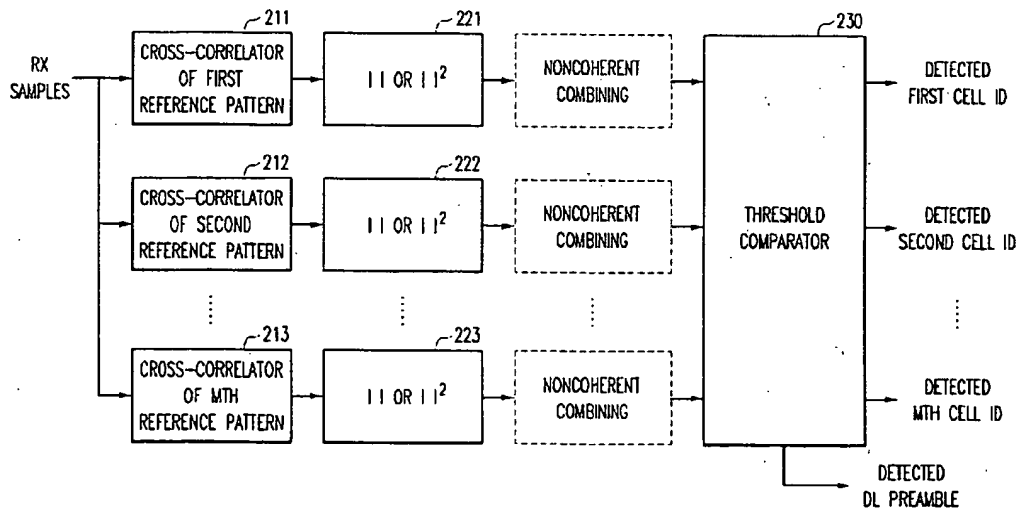 211
221
230
RX
SAMPLES
CROSS-CORRELATOR
OF FIRST
REFERENCE PATTERN
|| OR ||²
NONCOHERENT
COMBINING
DETECTED
FIRST CELL ID
212
222
CROSS-CORRELATOR
OF SECOND
REFERENCE PATTERN
|| OR ||²
NONCOHERENT
COMBINING
THRESHOLD
COMPARATOR
DETECTED
SECOND CELL ID
213
223
CROSS-CORRELATOR
OF MTH
REFERENCE PATTERN
|| OR ||²
NONCOHERENT
COMBINING
DETECTED
MTH CELL ID
DETECTED
DL PREAMBLE